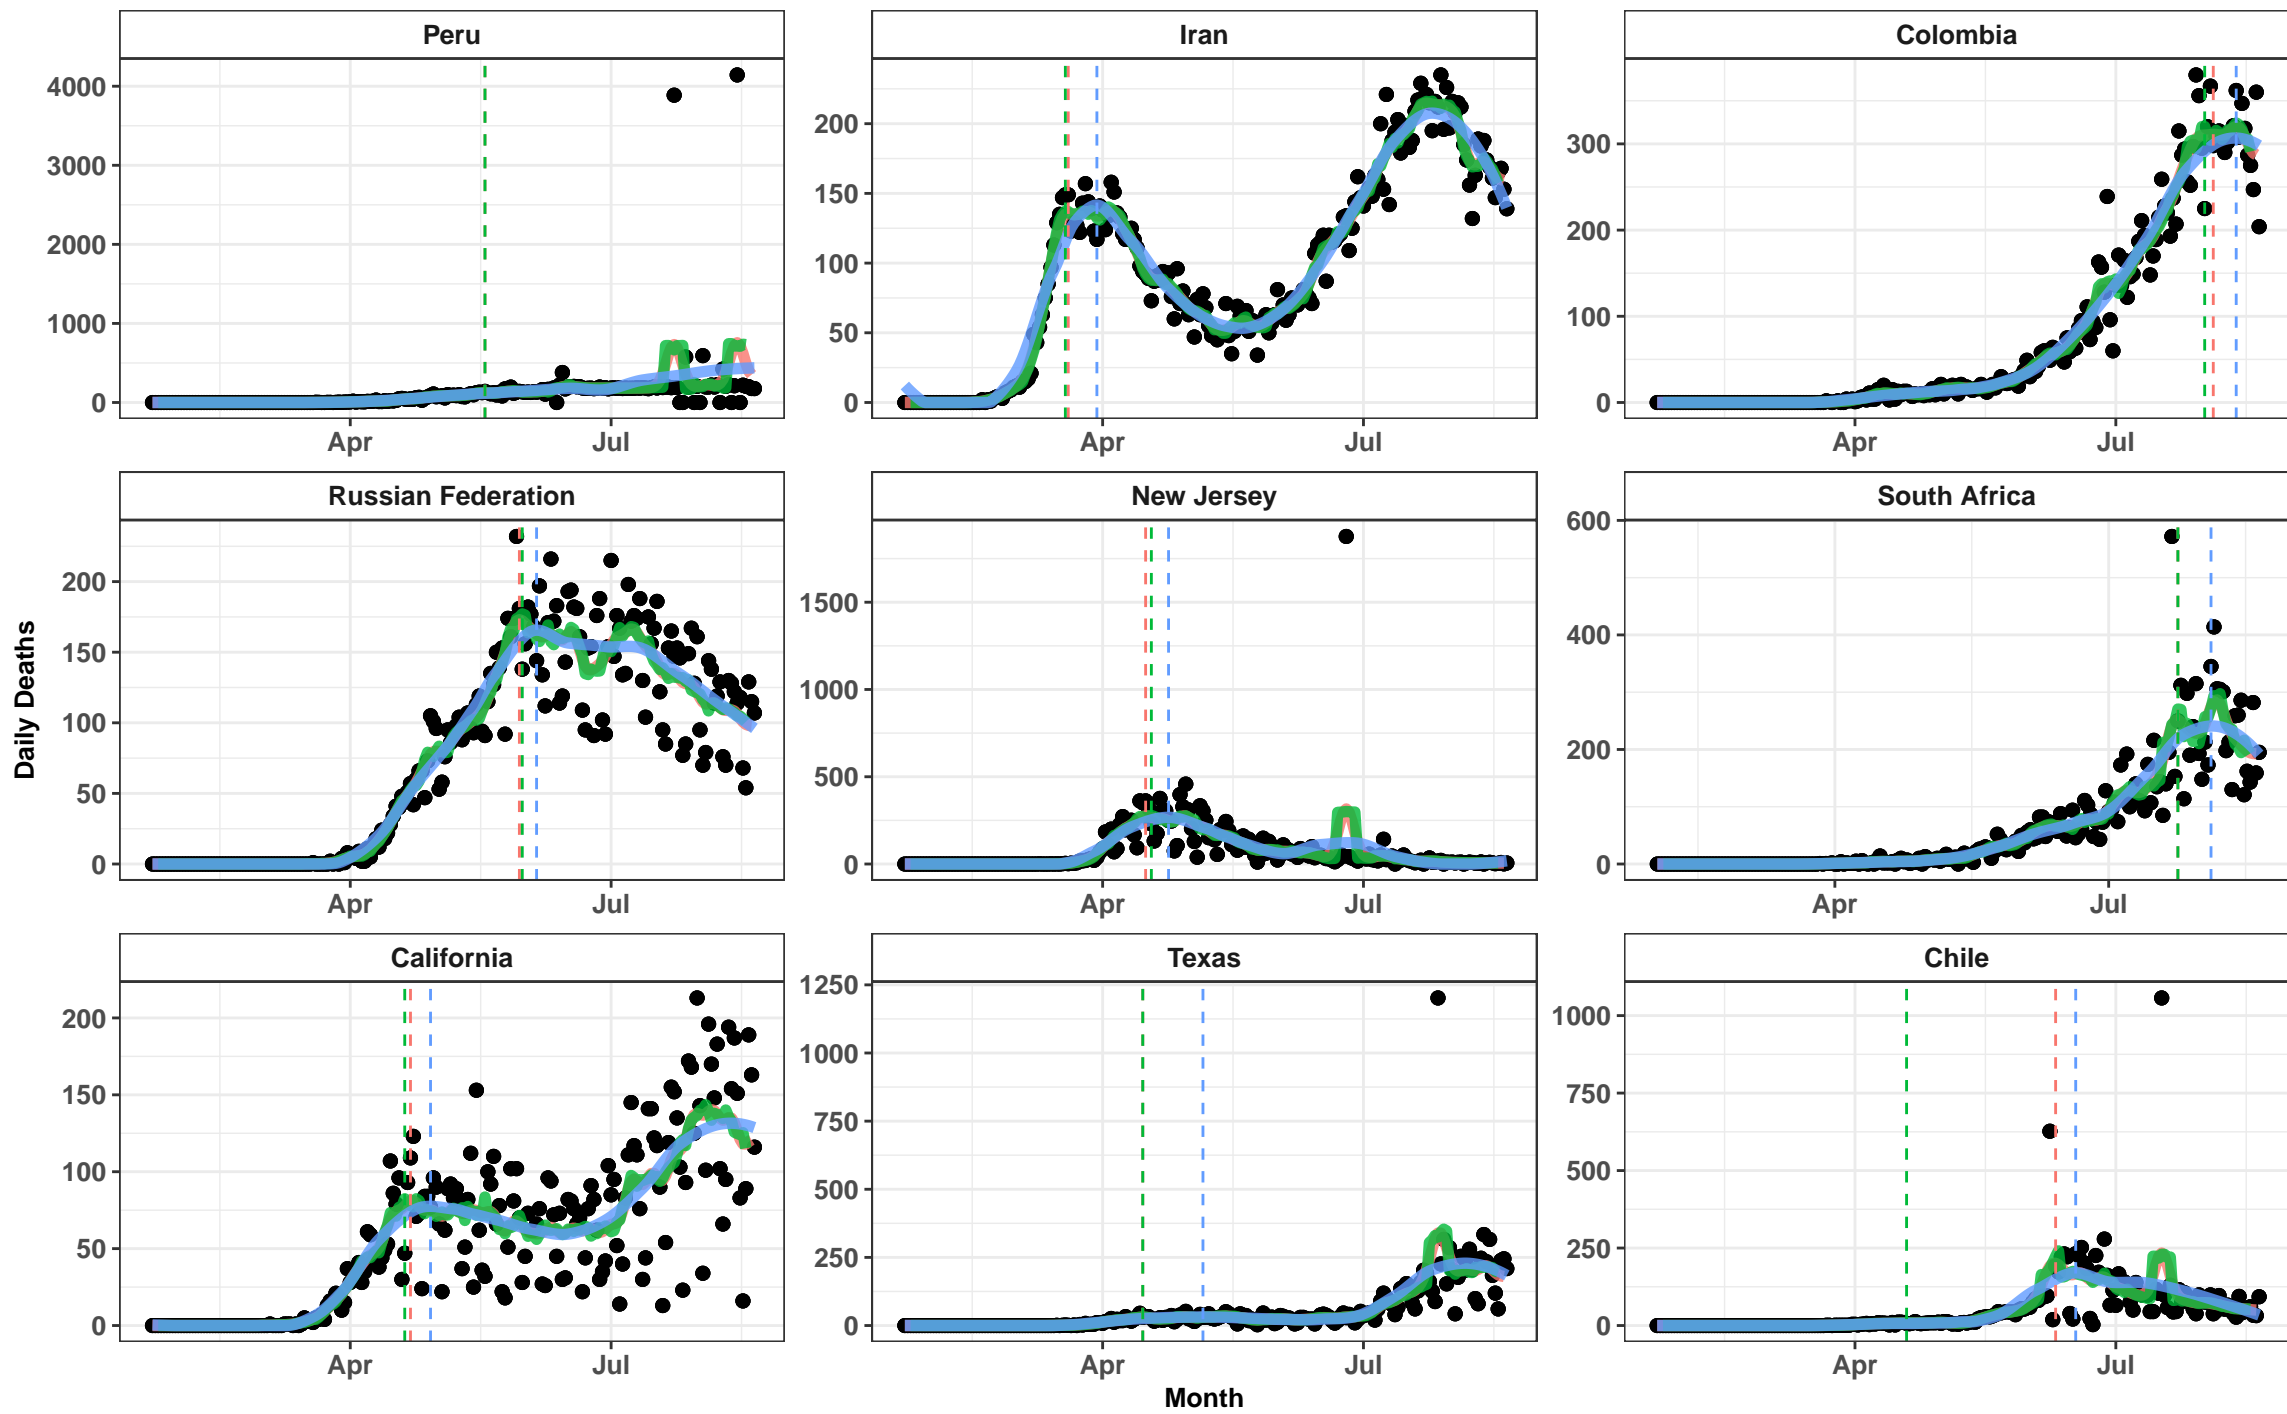 Peru
Iran
Colombia
4000
3000
2000
1000
0
Apr
Jul
200
150
100
50
0
Apr
Jul
300
200
100
0
Apr
Jul
Russian Federation
New Jersey
South Africa
200
150
100
50
0
Apr
Jul
1500
1000
500
0
Apr
Jul
600
400
200
0
Apr
Jul
Daily Deaths
California
Texas
Chile
200
150
100
50
0
Apr
Jul
1250
1000
750
500
250
0
Apr
Jul
1000
750
500
250
0
Apr
Jul
Month